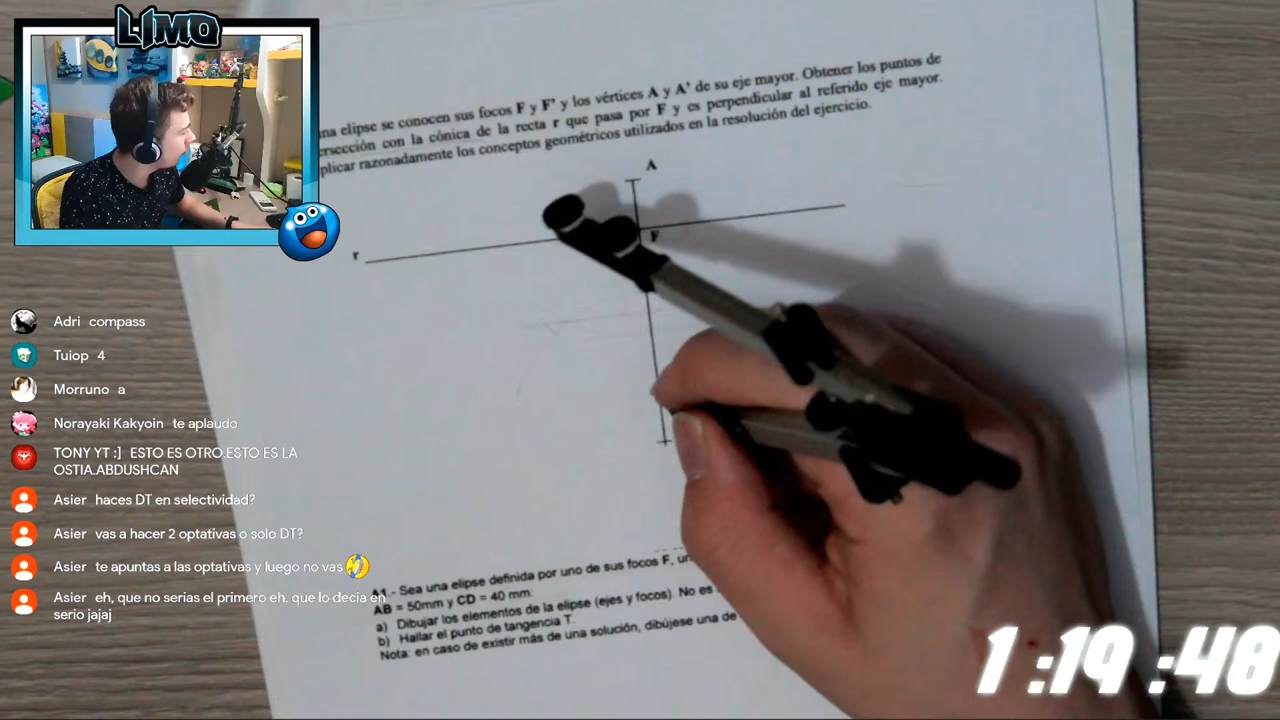 LIMO
na elipse se conocen sus focos F y F' y los vértices A y A' de su eje mayor. Obtener los puntos de
ersección con la cónica de la recta r que pasa por F y es perpendicular al referido eje mayor.
plicar razonadamente los conceptos geométricos utilizados en la resolución del ejercicio.
A
F
r
Adri compass
Tuiop 4
Morruno a
Norayaki Kakyoin te aplaudo
TONY YT :] ESTO ES OTRO.ESTO ES LA
OSTIA.ABDUSHCAN
Asier haces DT en selectividad?
Asier vas a hacer 2 optativas o solo DT?
Asier te apuntas a las optativas y luego no vas 🤣
Asier eh, que no serias el primero eh. que lo decia en
serio jajaj
- Sea una elipse definida por uno de sus focos F, un
AB = 50mm y CD = 40 mm:
a) Dibujar los elementos de la elipse (ejes y focos). No es
b) Hallar el punto de tangencia T.
Nota: en caso de existir más de una solución, dibújese una de
1:19:48